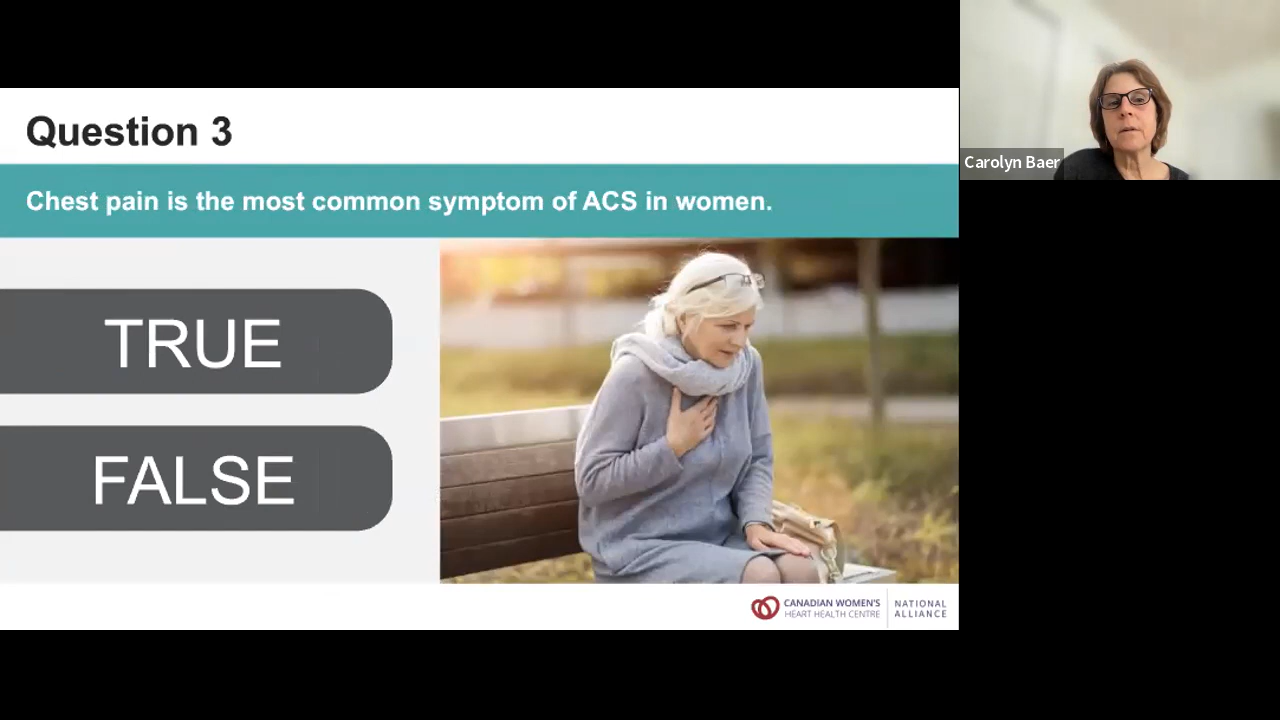 Question 3
Chest pain is the most common symptom of ACS in women.
TRUE
FALSE
CANADIAN WOMEN'S
HEART HEALTH CENTRE
NATIONAL
ALLIANCE
Carolyn Baer